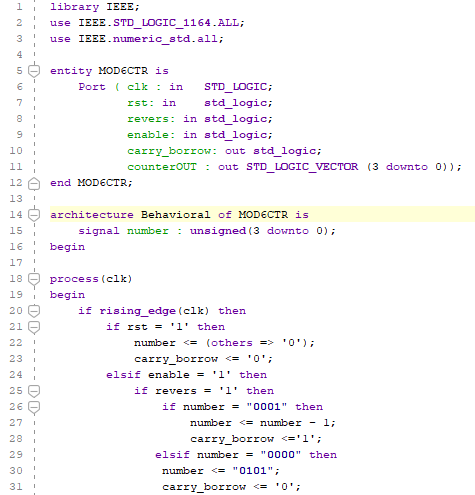 1 library IEEE;
2 use IEEE.STD_LOGIC_1164.ALL;
3 use IEEE.numeric_std.all;
4
5 entity MOD6CTR is
6     Port ( clk : in   STD_LOGIC;
7            rst: in    std_logic;
8            revers: in std_logic;
9            enable: in std_logic;
10            carry_borrow: out std_logic;
11            counterOUT : out STD_LOGIC_VECTOR (3 downto 0));
12 end MOD6CTR;
13
14 architecture Behavioral of MOD6CTR is
15     signal number : unsigned(3 downto 0);
16 begin
17
18 process(clk)
19 begin
20     if rising_edge(clk) then
21         if rst = '1' then
22             number <= (others => '0');
23             carry_borrow <= '0';
24         elsif enable = '1' then
25             if revers = '1' then
26                 if number = "0001" then
27                     number <= number - 1;
28                     carry_borrow <='1';
29                elsif number = "0000" then
30                 number <= "0101";
31                 carry_borrow <= '0';